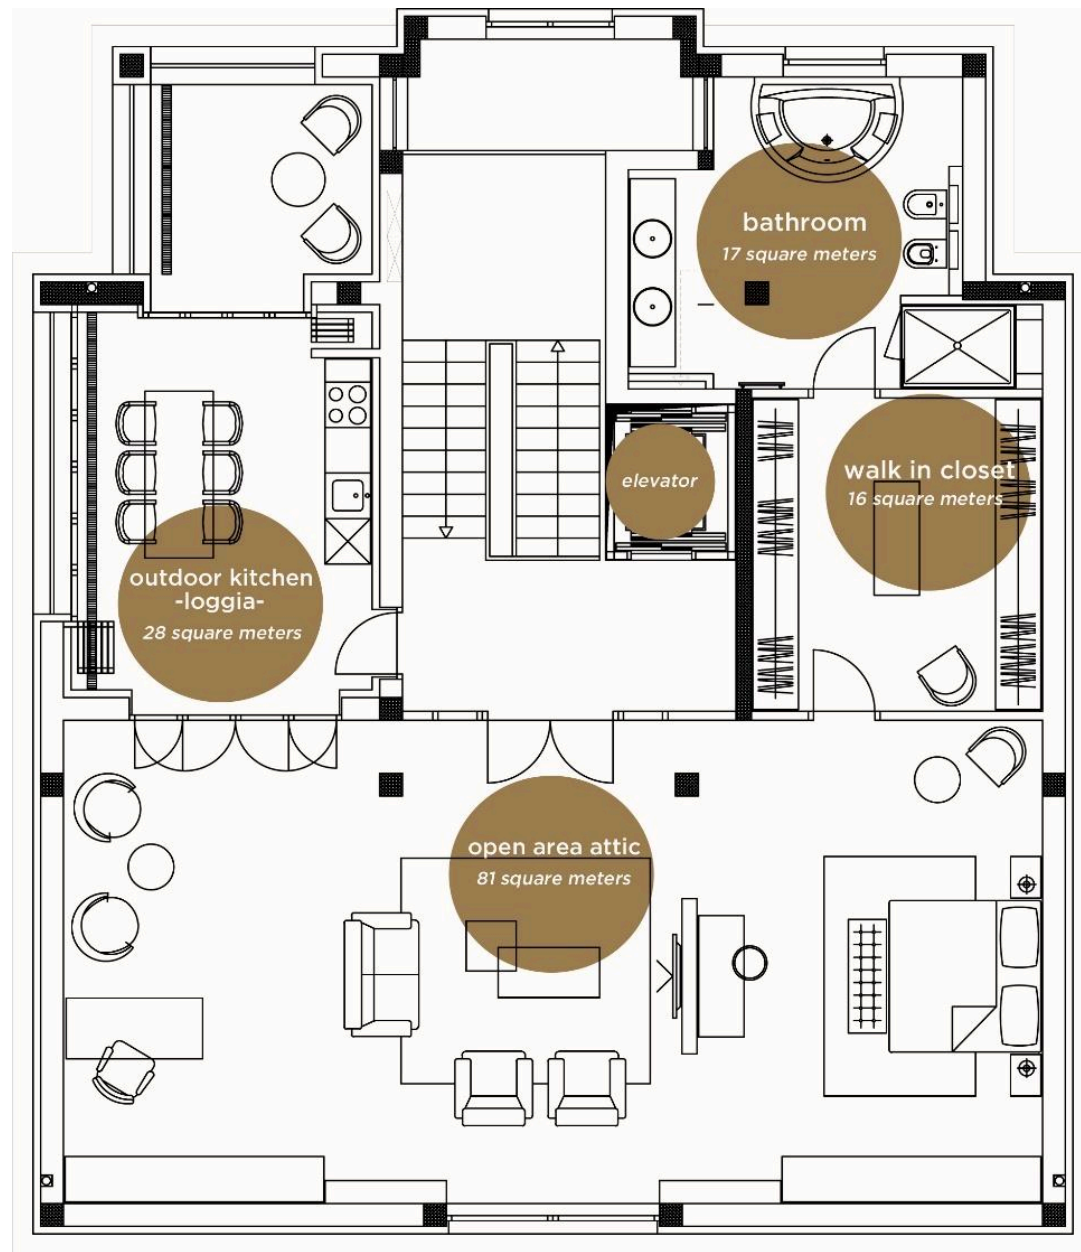 bathroom
17 square meters
elevator
walk in closet
16 square meters
outdoor kitchen
-loggia-
28 square meters
open area attic
81 square meters